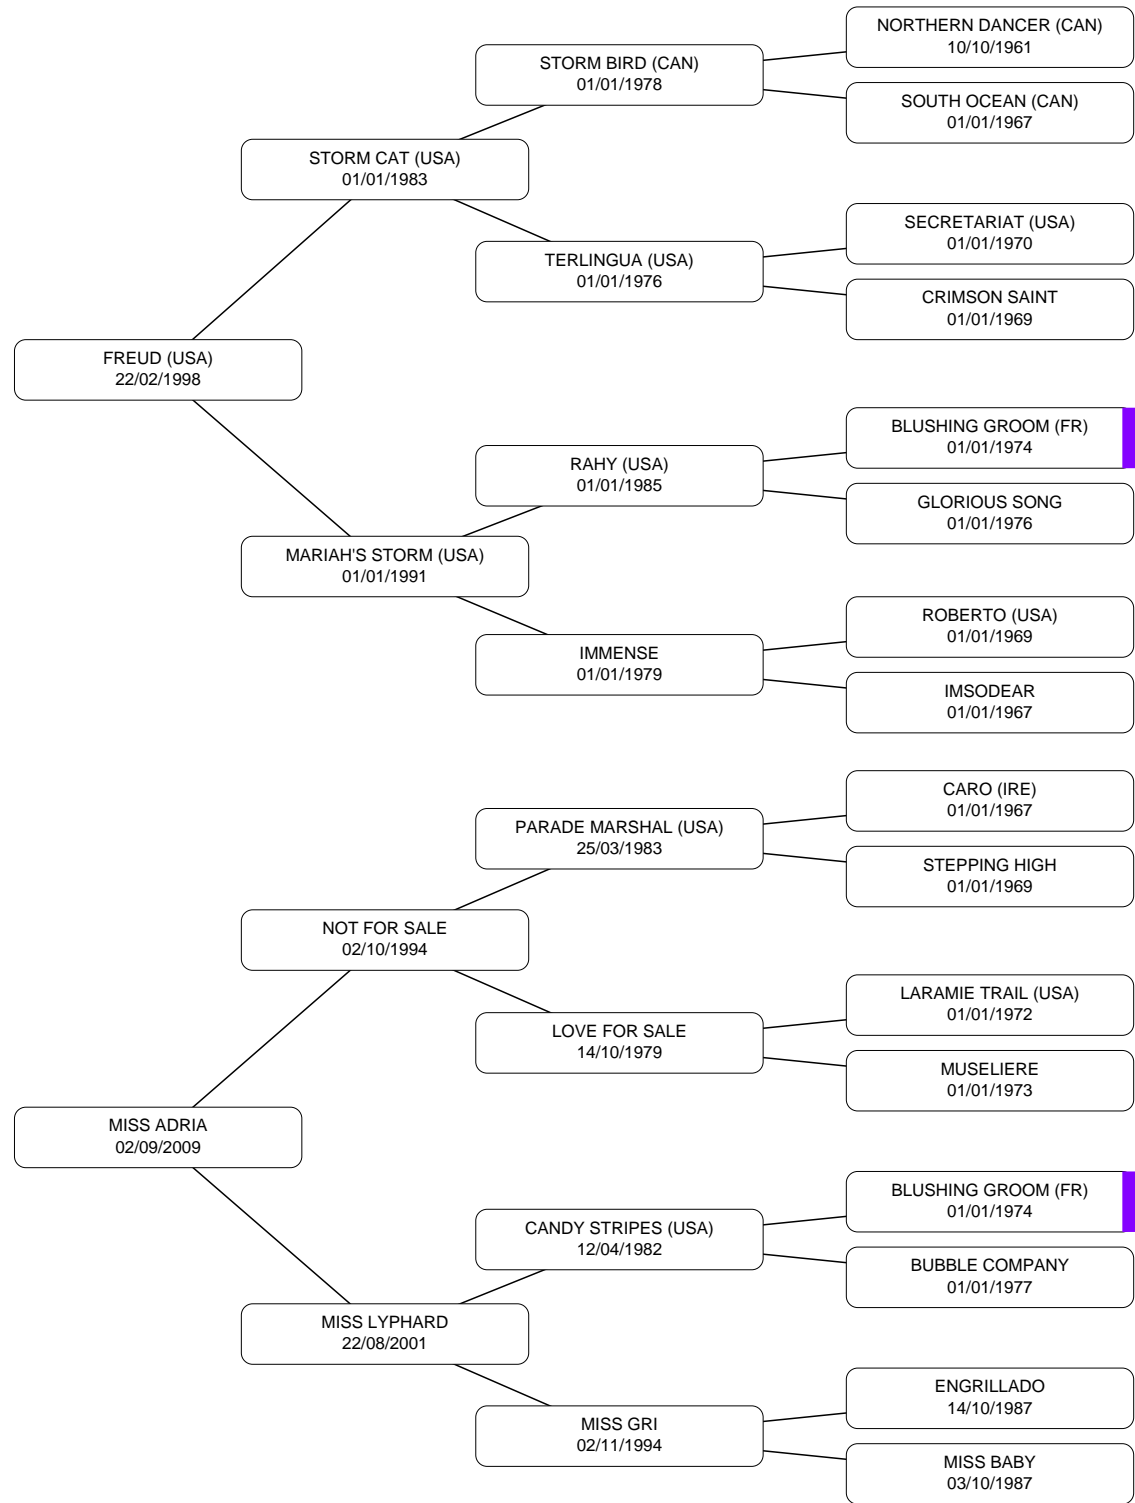 NORTHERN DANCER (CAN)
10/10/1961
STORM BIRD (CAN)
01/01/1978
SOUTH OCEAN (CAN)
01/01/1967
STORM CAT (USA)
01/01/1983
SECRETARIAT (USA)
01/01/1970
TERLINGUA (USA)
01/01/1976
CRIMSON SAINT
01/01/1969
FREUD (USA)
22/02/1998
BLUSHING GROOM (FR)
01/01/1974
RAHY (USA)
01/01/1985
GLORIOUS SONG
01/01/1976
MARIAH'S STORM (USA)
01/01/1991
ROBERTO (USA)
01/01/1969
IMMENSE
01/01/1979
IMSODEAR
01/01/1967
CARO (IRE)
01/01/1967
PARADE MARSHAL (USA)
25/03/1983
STEPPING HIGH
01/01/1969
NOT FOR SALE
02/10/1994
LARAMIE TRAIL (USA)
01/01/1972
LOVE FOR SALE
14/10/1979
MUSELIERE
01/01/1973
MISS ADRIA
02/09/2009
BLUSHING GROOM (FR)
01/01/1974
CANDY STRIPES (USA)
12/04/1982
BUBBLE COMPANY
01/01/1977
MISS LYPHARD
22/08/2001
ENGRILLADO
14/10/1987
MISS GRI
02/11/1994
MISS BABY
03/10/1987